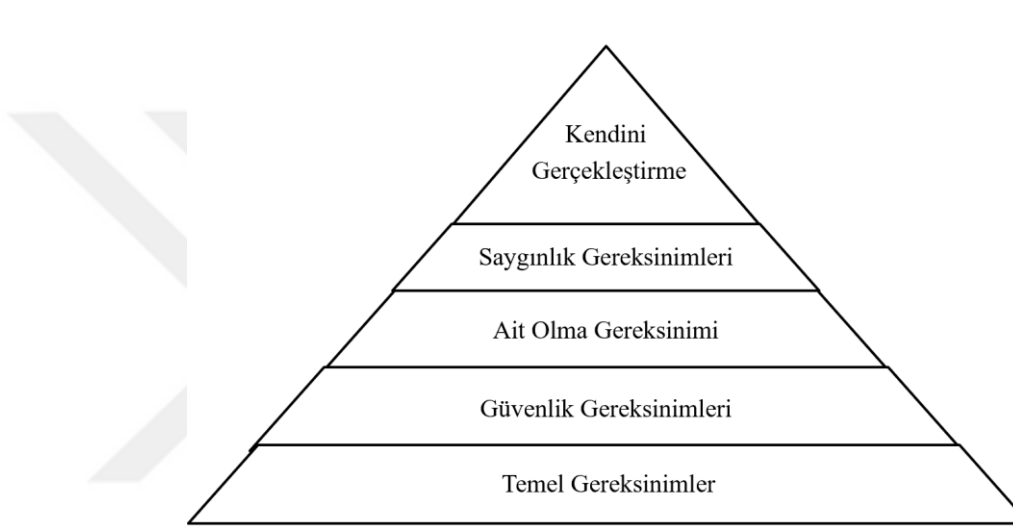 Kendini
Gerçekleştirme
Saygınlık Gereksinimleri
Ait Olma Gereksinimi
Güvenlik Gereksinimleri
Temel Gereksinimler